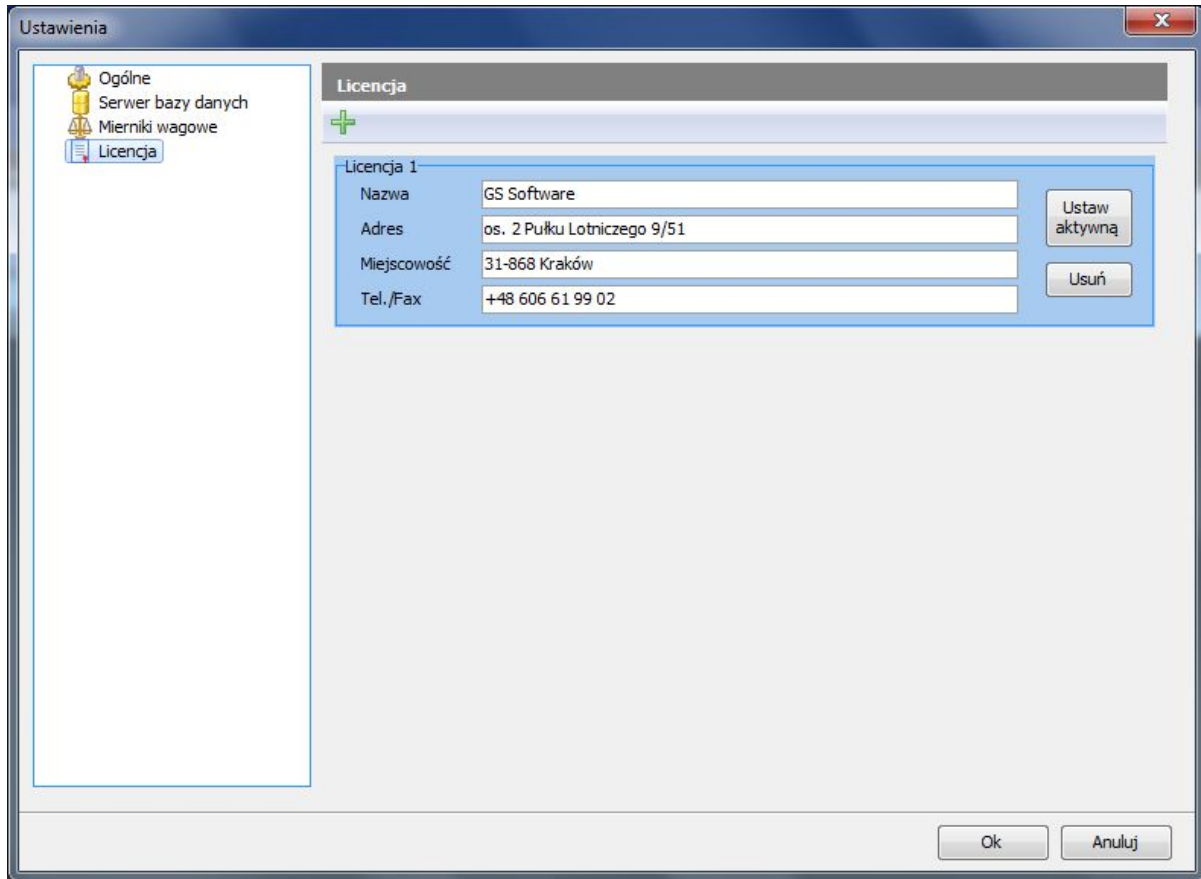 Ustawienia
Ogólne
Serwer bazy danych
Mierniki wagowe
Licencja
Licencja
Licencja 1
Nazwa GS Software
Adres os. 2 Pułku Lotniczego 9/51
Miejscowość 31-868 Kraków
Tel./Fax +48 606 61 99 02
Ustaw
aktywną
Usuń
Ok Anuluj